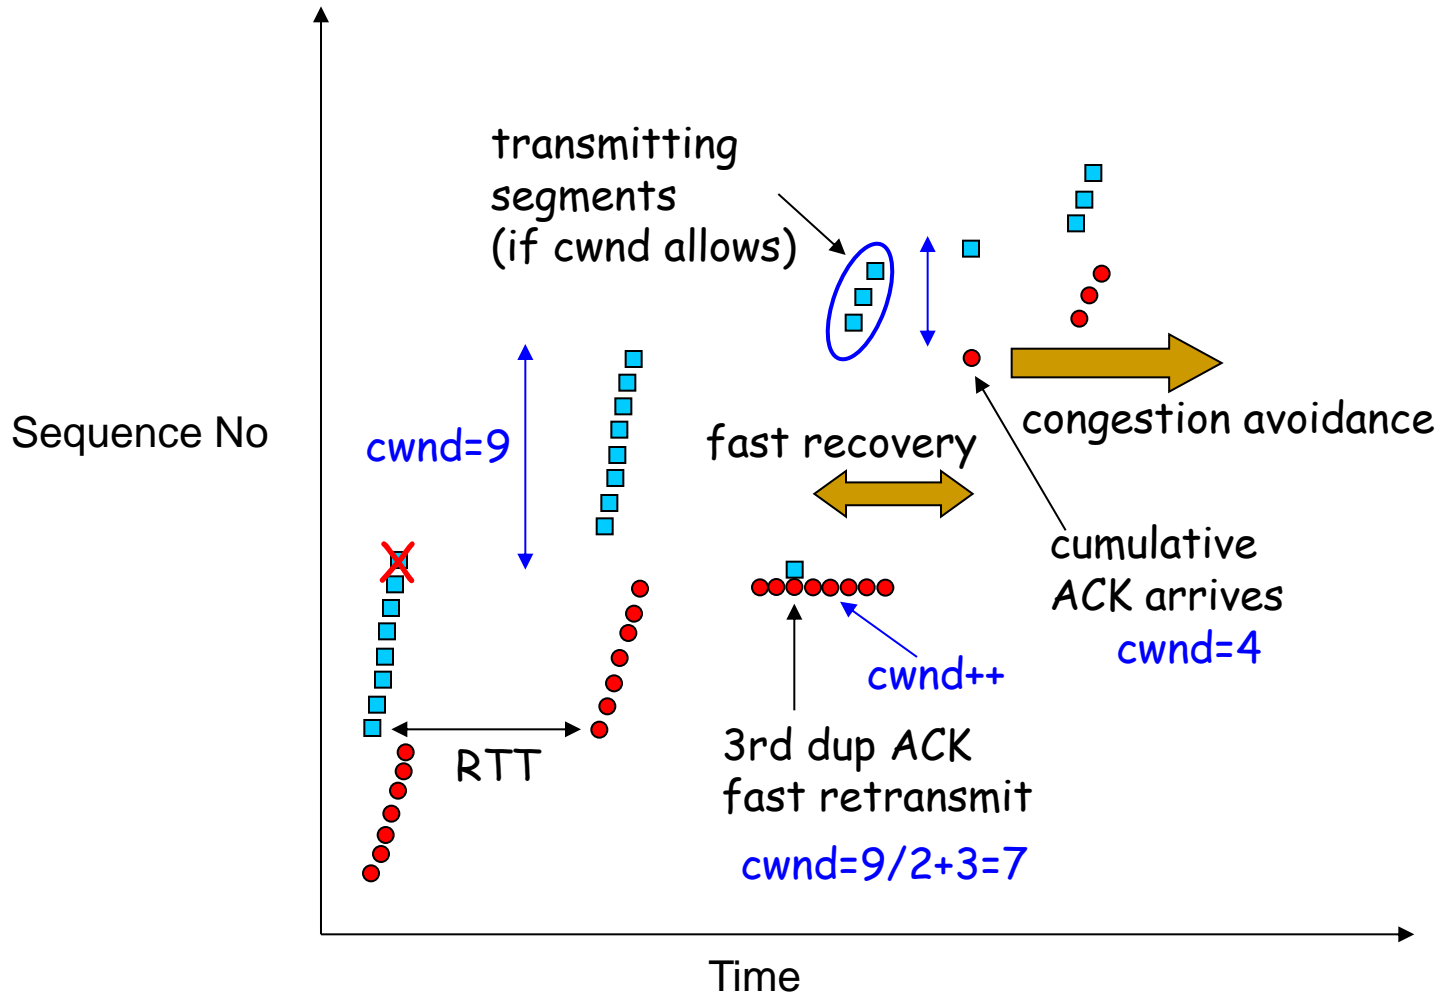 transmitting
segments
(if cwnd allows)
Sequence No
cwnd=9
fast recovery
congestion avoidance
cumulative
ACK arrives
cwnd=4
cwnd++
RTT
3rd dup ACK
fast retransmit
cwnd=9/2+3=7
Time